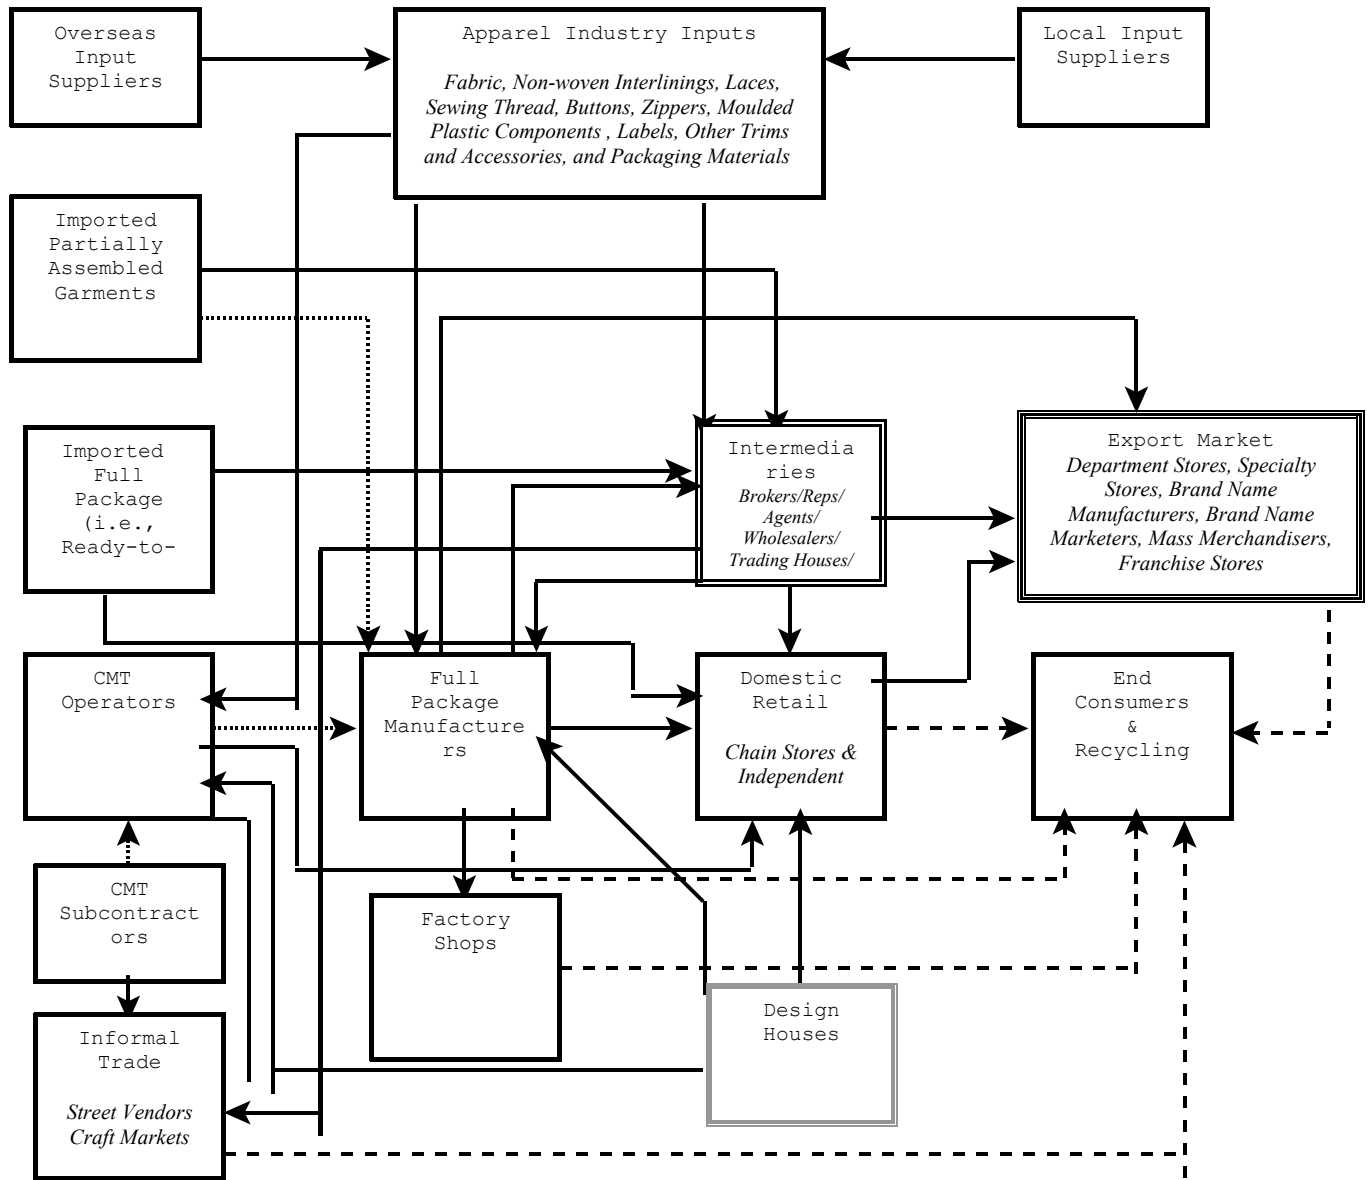 Overseas
Input
Suppliers
Apparel Industry Inputs
Fabric, Non-woven Interlinings, Laces,
Sewing Thread, Buttons, Zippers, Moulded
Plastic Components , Labels, Other Trims
and Accessories, and Packaging Materials
Local Input
Suppliers
Imported
Partially
Assembled
Garments
Imported
Full
Package
(i.e.,
Ready-to-
Intermedia
ries
Brokers/Reps/
Agents/
Wholesalers/
Trading Houses/
Export Market
Department Stores, Specialty
Stores, Brand Name
Manufacturers, Brand Name
Marketers, Mass Merchandisers,
Franchise Stores
CMT
Operators
Full
Package
Manufacture
rs
Domestic
Retail
Chain Stores &
Independent
End
Consumers
&
Recycling
CMT
Subcontract
ors
Factory
Shops
Design
Houses
Informal
Trade
Street Vendors
Craft Markets